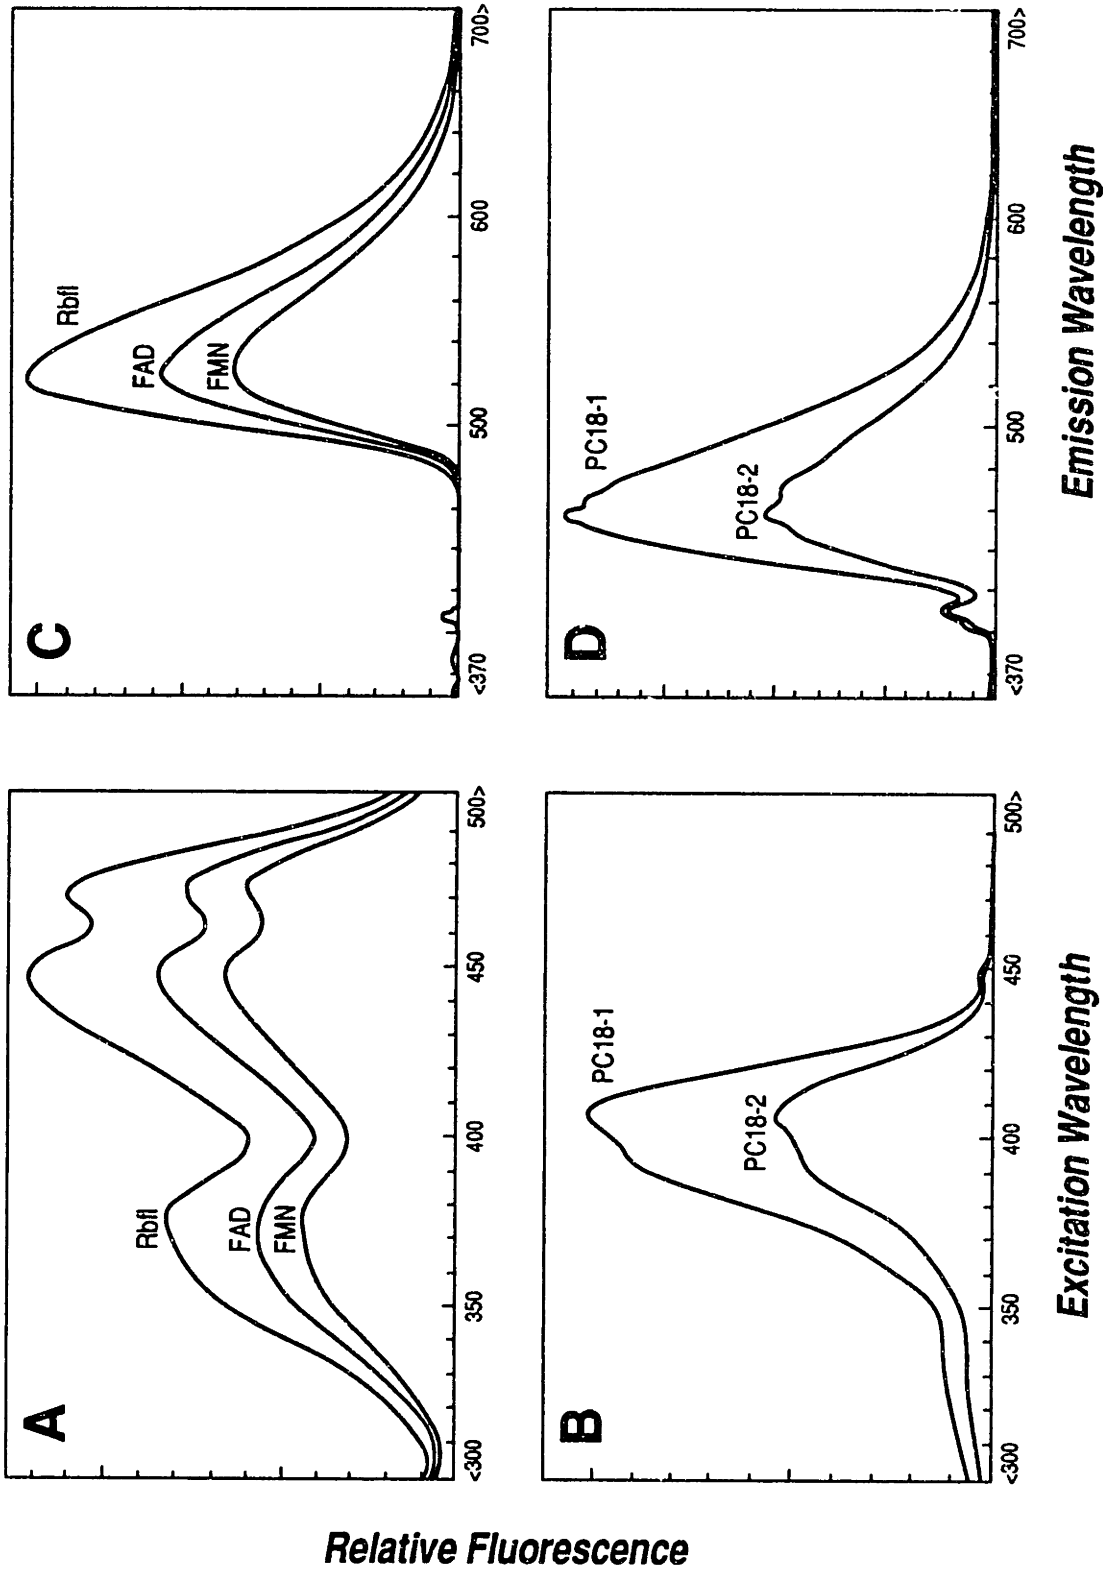 A
Rbfl
FAD
FMN
<300 350 400 450 500>
C
Rbfl
FAD
FMN
<370 500 600 700>
B
PC18-1
PC18-2
<300 350 400 450 500>
D
PC18-1
PC18-2
<370 500 600 700>
Relative Fluorescence
Excitation Wavelength
Emission Wavelength